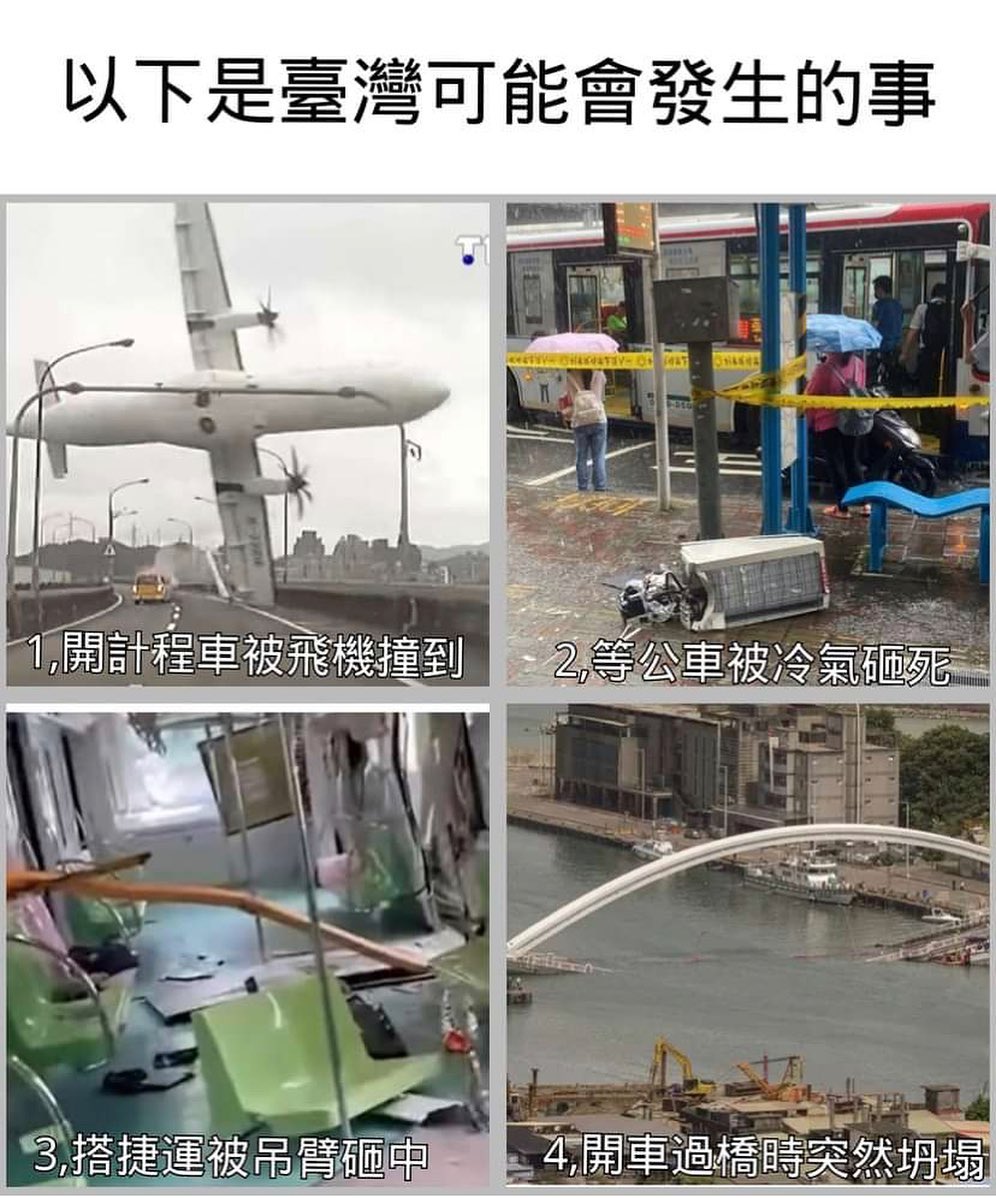 以下是臺灣可能會發生的事
1,開計程車被飛機撞到
2,等公車被冷氣砸死
3,搭捷運被吊臂砸中
4,開車過橋時突然坍塌